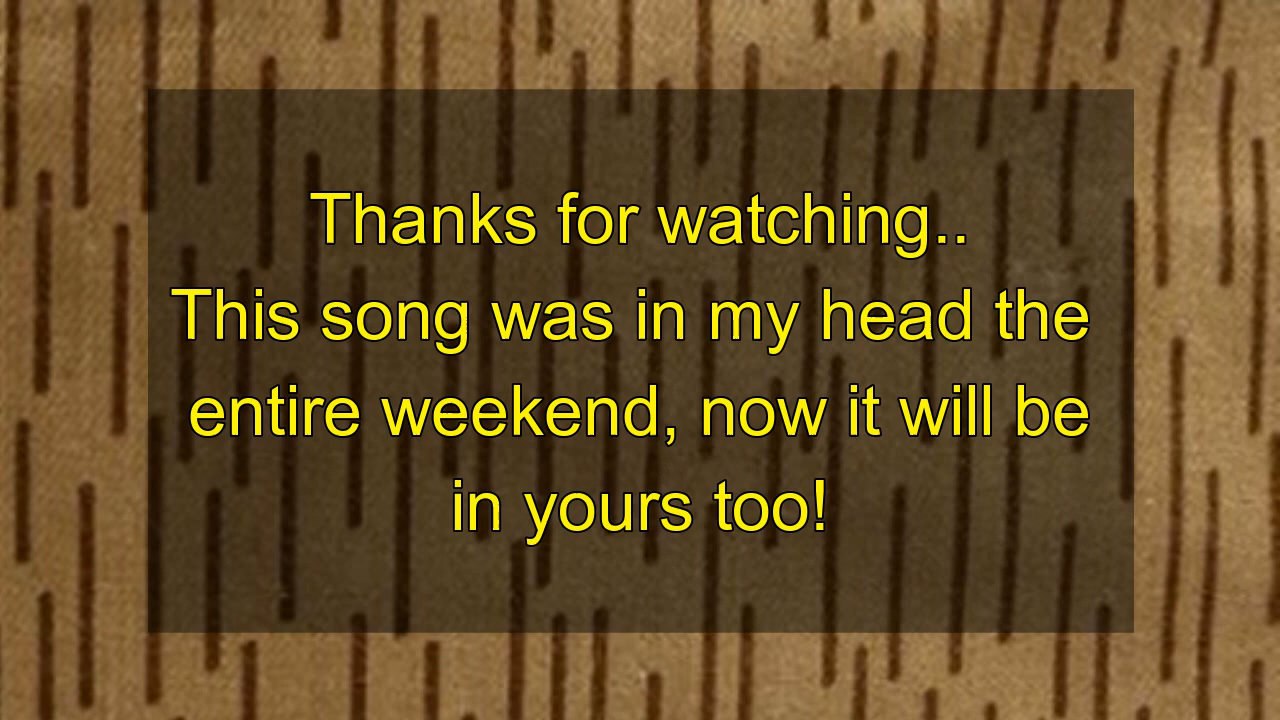 Thanks for watching..
This song was in my head the
entire weekend, now it will be
in yours too!